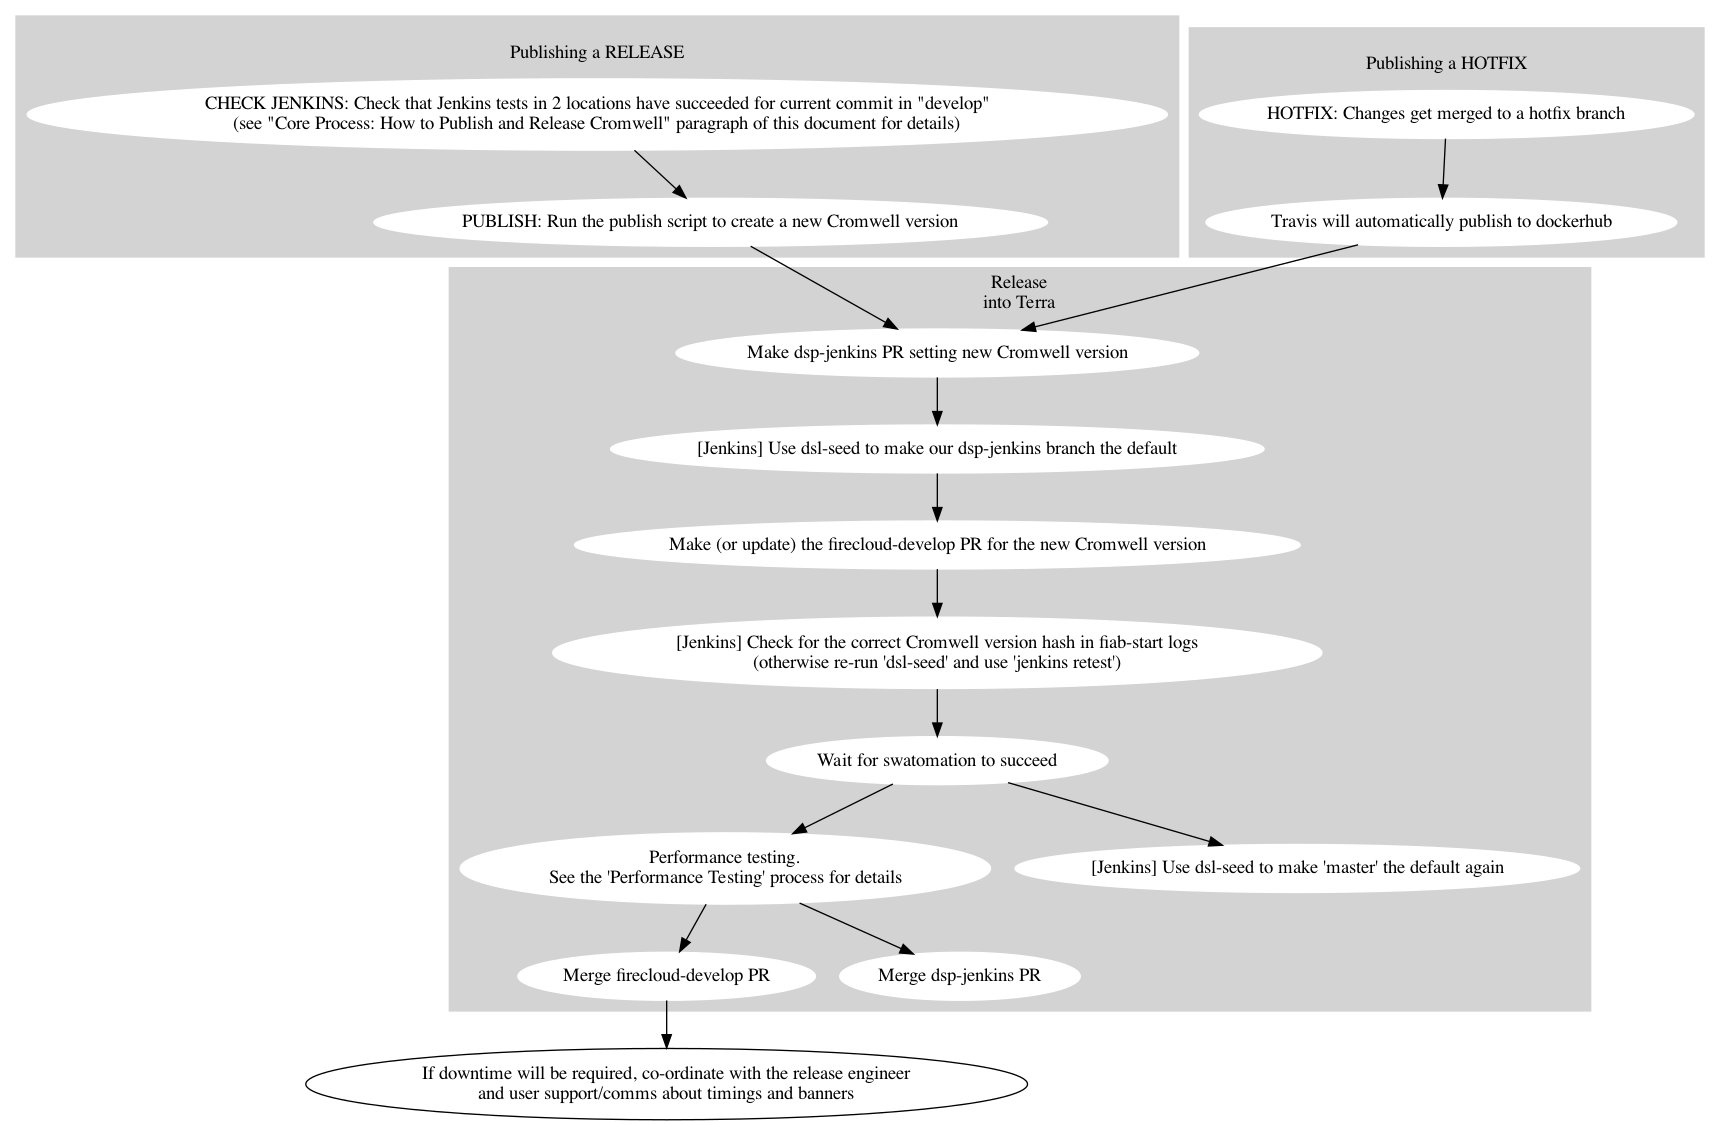 Publishing a RELEASE
CHECK JENKINS: Check that Jenkins tests in 2 locations have succeeded for current commit in "develop"
(see "Core Process: How to Publish and Release Cromwell" paragraph of this document for details)
PUBLISH: Run the publish script to create a new Cromwell version
Publishing a HOTFIX
HOTFIX: Changes get merged to a hotfix branch
Travis will automatically publish to dockerhub
Release
into Terra
Make dsp-jenkins PR setting new Cromwell version
[Jenkins] Use dsl-seed to make our dsp-jenkins branch the default
Make (or update) the firecloud-develop PR for the new Cromwell version
[Jenkins] Check for the correct Cromwell version hash in fiab-start logs
(otherwise re-run 'dsl-seed' and use 'jenkins retest')
Wait for swatomation to succeed
Performance testing.
See the 'Performance Testing' process for details
[Jenkins] Use dsl-seed to make 'master' the default again
Merge firecloud-develop PR
Merge dsp-jenkins PR
If downtime will be required, co-ordinate with the release engineer
and user support/comms about timings and banners